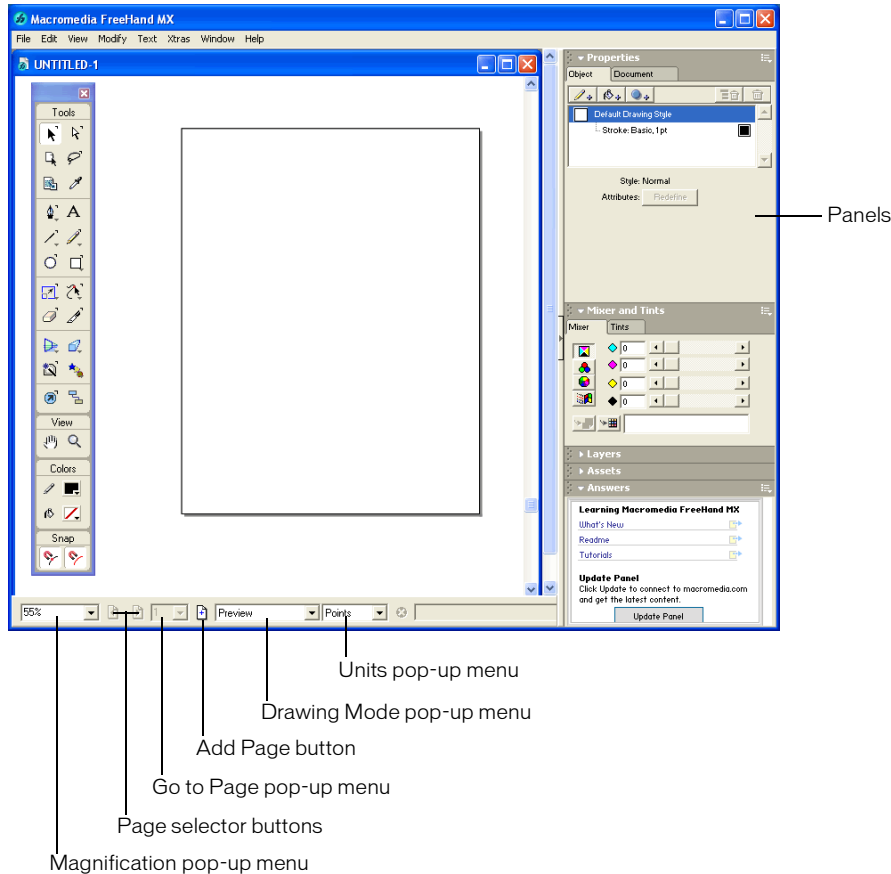 Macromedia FreeHand MX
File Edit View Modify Text Xtras Window Help
UNTITLED-1
Tools
View
Colors
Snap
Properties
Object Document
Default Drawing Style
Stroke: Basic, 1 pt
Style: Normal
Attributes: Redefine
Panels
Mixer and Tints
Mixer Tints
0
0
0
0
Layers
Assets
Answers
Learning Macromedia FreeHand MX
What's New
Readme
Tutorials
Update Panel
Click Update to connect to macromedia.com
and get the latest content.
Update Panel
55% 1 Preview Points
Units pop-up menu
Drawing Mode pop-up menu
Add Page button
Go to Page pop-up menu
Page selector buttons
Magnification pop-up menu